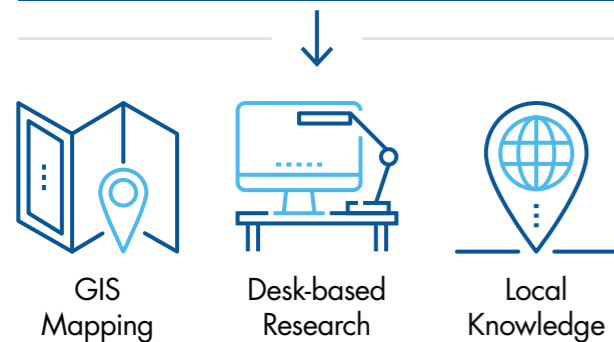 GIS
Mapping
Desk-based
Research
Local
Knowledge